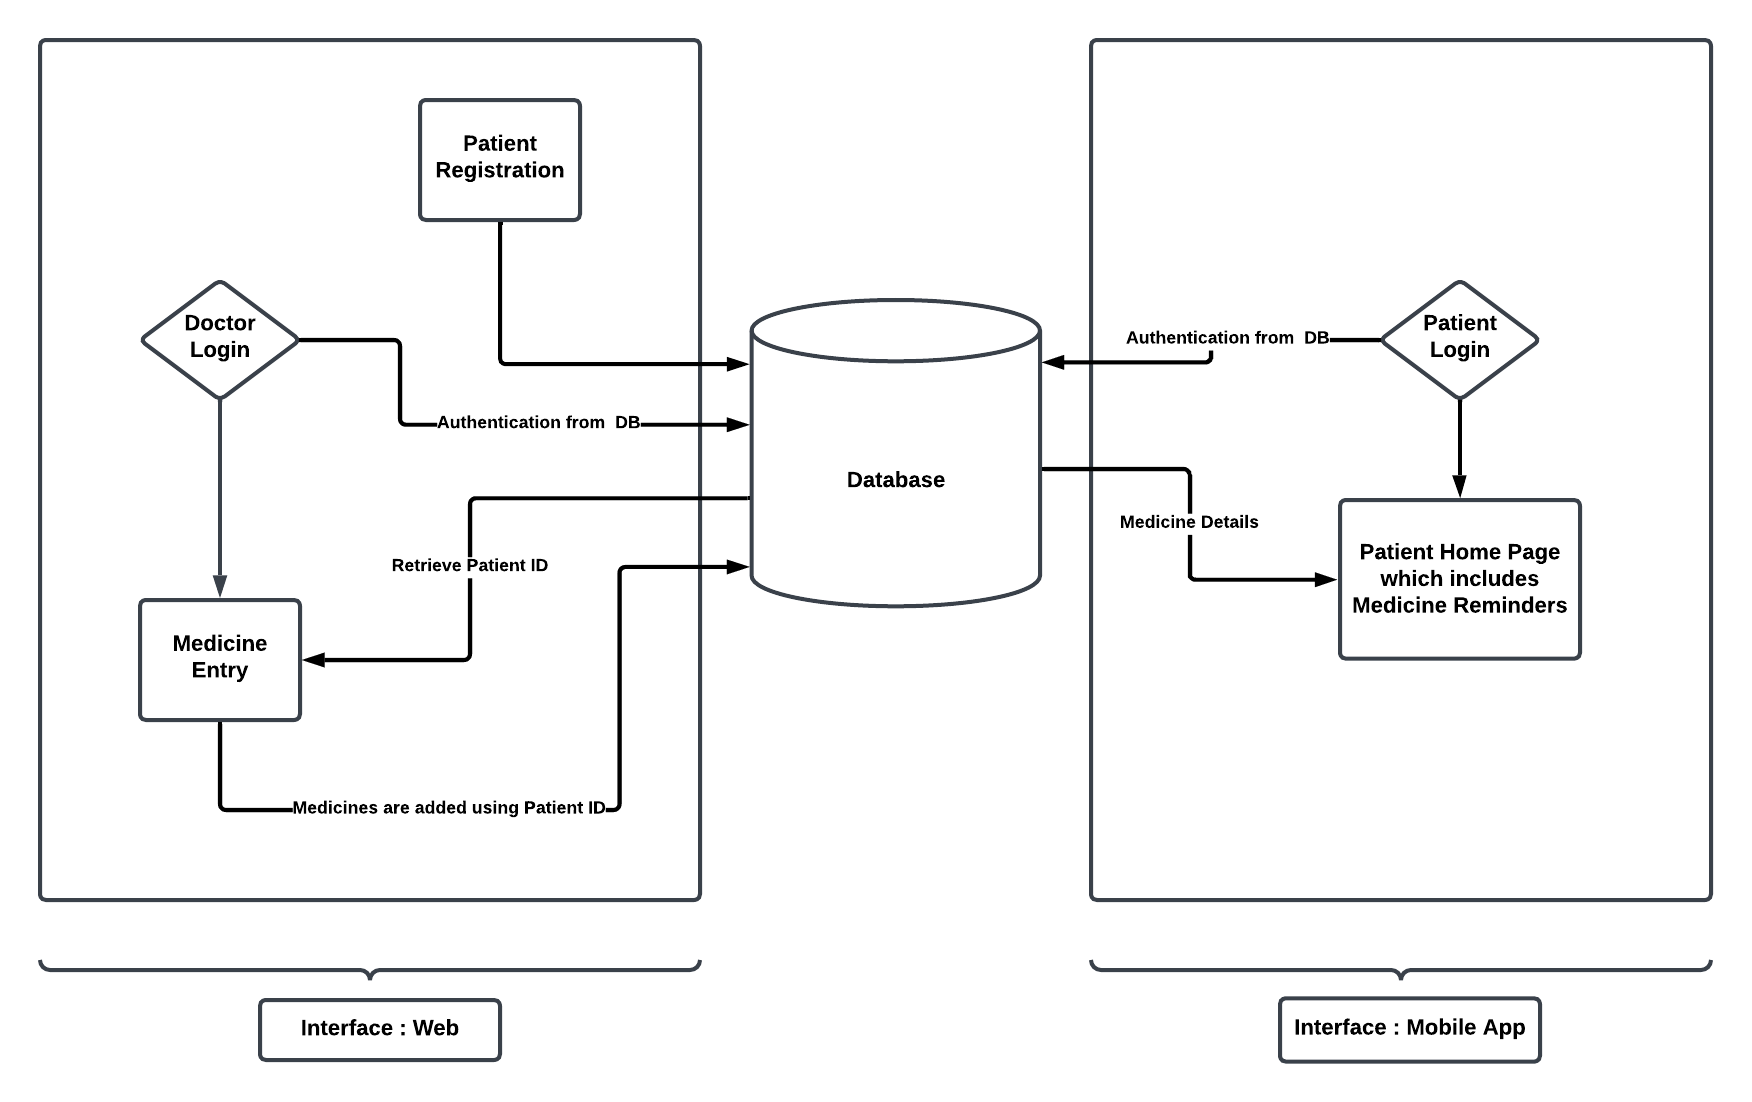 Patient
Registration
Doctor
Login
Authentication from  DB
Retrieve Patient ID
Medicine
Entry
Medicines are added using Patient ID
Database
Authentication from  DB
Patient
Login
Medicine Details
Patient Home Page
which includes
Medicine Reminders
Interface : Web
Interface : Mobile App